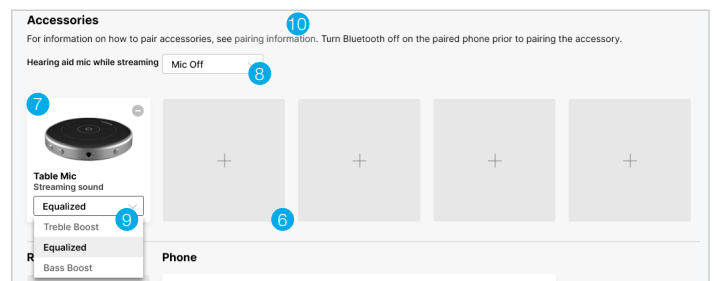 Accessories
10
For information on how to pair accessories, see pairing information. Turn Bluetooth off on the paired phone prior to pairing the accessory.
Hearing aid mic while streaming Mic Off
8
7
Table Mic
Streaming sound
Equalized
9
6
Treble Boost
Equalized
R Phone
Bass Boost